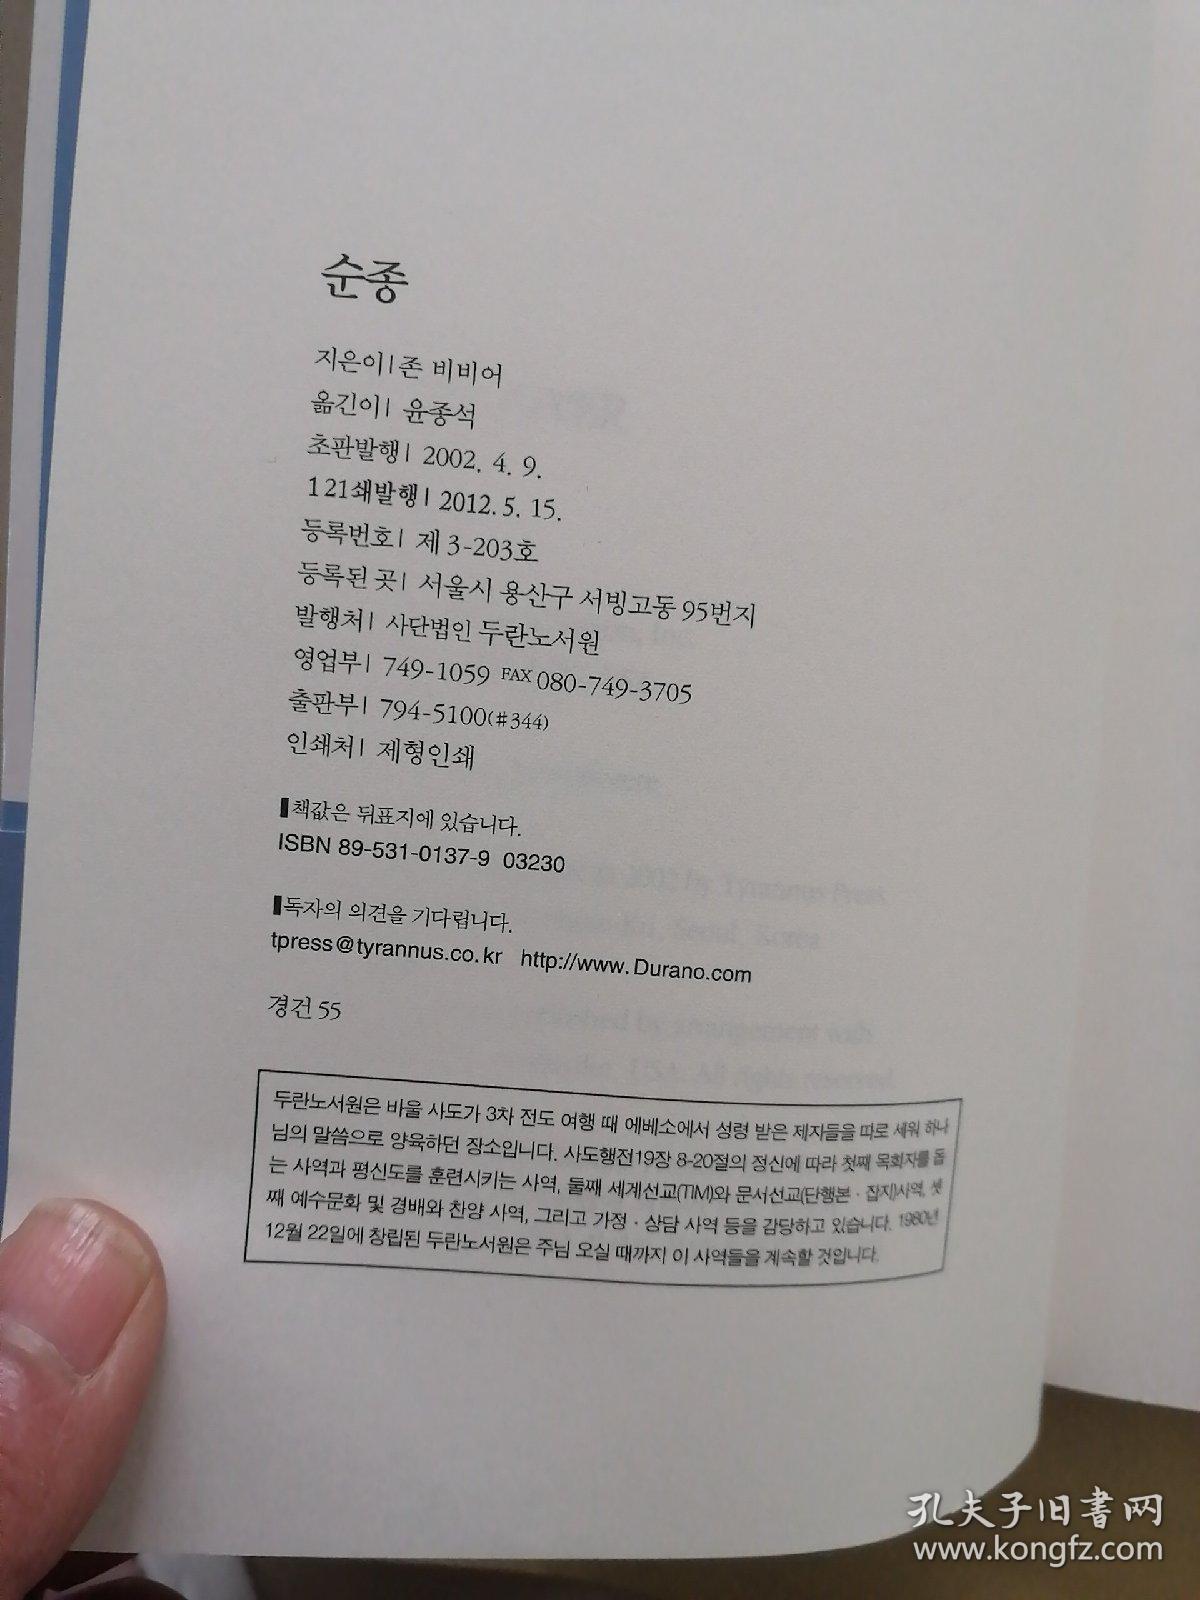 순종
지은이 | 존 비비어
옮긴이 | 윤종석
초판발행 | 2002. 4. 9.
121쇄발행 | 2012. 5. 15.
등록번호 | 제 3-203호
등록된 곳 | 서울시 용산구 서빙고동 95번지
발행처 | 사단법인 두란노서원
영업부 | 749-1059 FAX 080-749-3705
출판부 | 794-5100(#344)
인쇄처 | 제형인쇄
▌책값은 뒤표지에 있습니다.
ISBN 89-531-0137-9 03230
▌독자의 의견을 기다립니다.
tpress@tyrannus.co.kr http://www.Durano.com
경건 55
두란노서원은 바울 사도가 3차 전도 여행 때 에베소에서 성령 받은 제자들을 따로 세워 하나
님의 말씀으로 양육하던 장소입니다. 사도행전19장 8-20절의 정신에 따라 첫째 목회자를 돕
는 사역과 평신도를 훈련시키는 사역, 둘째 세계선교(TIM)와 문서선교(단행본·잡지)사역, 셋
째 예수문화 및 경배와 찬양 사역, 그리고 가정·상담 사역 등을 감당하고 있습니다. 1980년
12월 22일에 창립된 두란노서원은 주님 오실 때까지 이 사역들을 계속할 것입니다.
孔夫子旧书网
www.kongfz.com